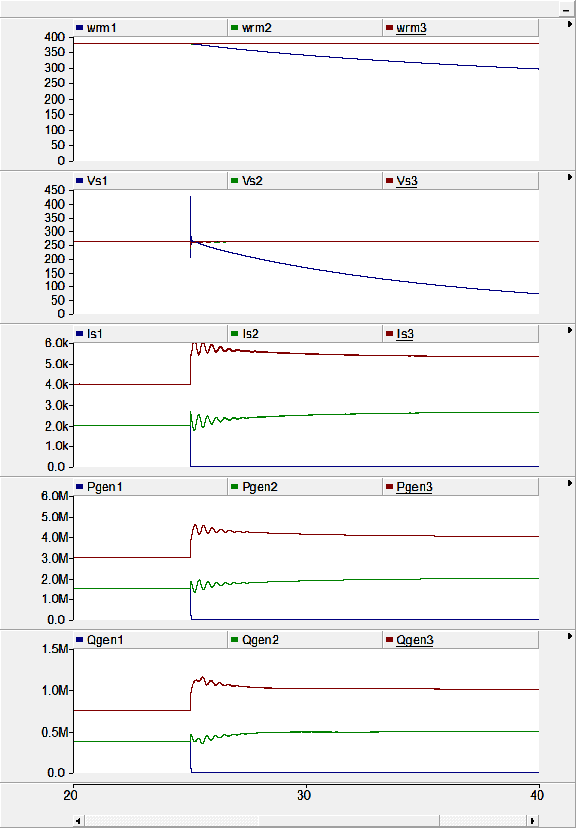 wrm1 wrm2 wrm3
400
350
300
250
200
150
100
50
0
Vs1 Vs2 Vs3
450
400
350
300
250
200
150
100
50
0
Is1 Is2 Is3
6.0k
5.0k
4.0k
3.0k
2.0k
1.0k
0.0
Pgen1 Pgen2 Pgen3
6.0M
5.0M
4.0M
3.0M
2.0M
1.0M
0.0
Qgen1 Qgen2 Qgen3
1.5M
1.0M
0.5M
0.0
20 30 40